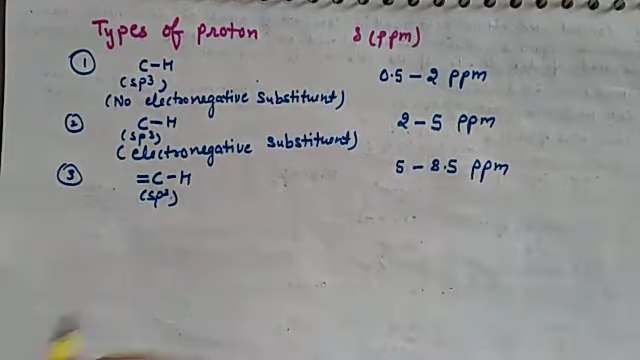 Types of proton δ (ppm)
① C-H 0.5 – 2 ppm
(sp3)
(No electronegative substituent)
② C-H 2 – 5 ppm
(sp3)
(electronegative substituent)
③ =C-H 5 – 8.5 ppm
(sp²)